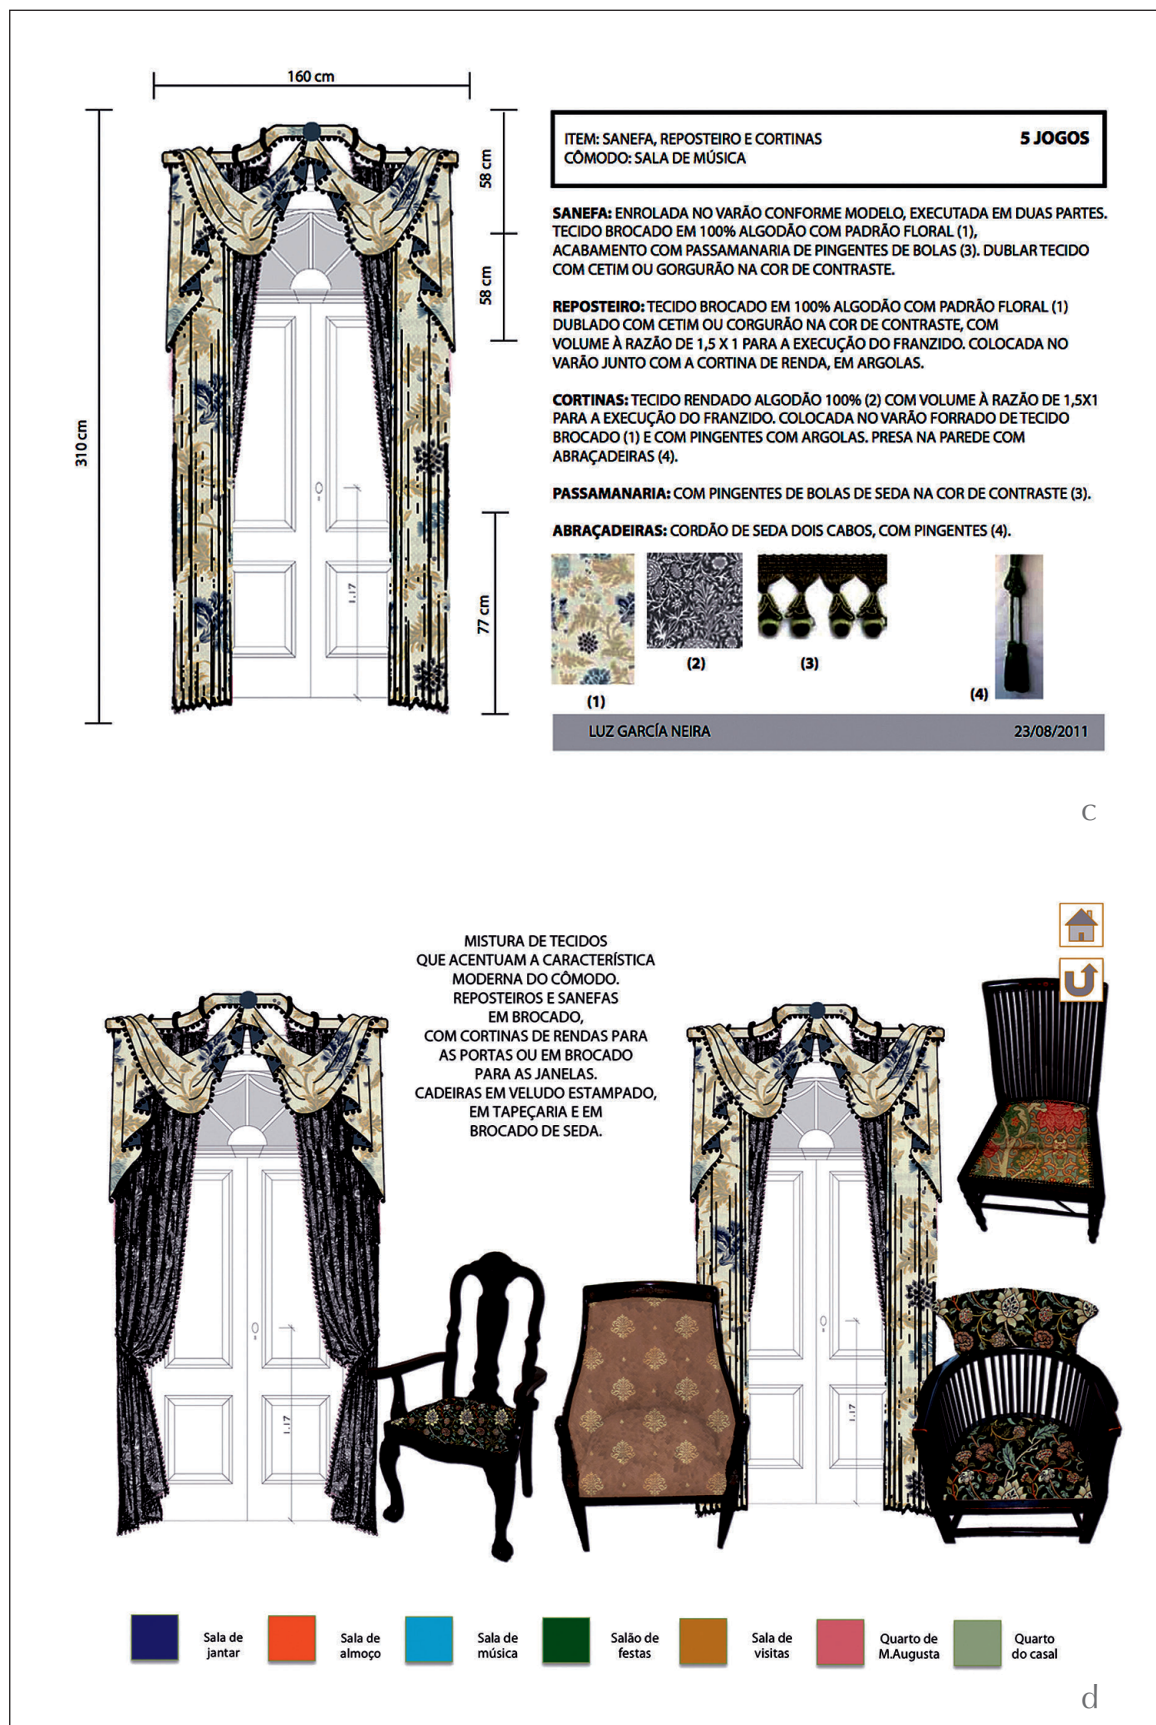 160 cm
310 cm
58 cm
58 cm
77 cm
1.17
ITEM: SANEFA, REPOSTEIRO E CORTINAS 5 JOGOS
CÔMODO: SALA DE MÚSICA
SANEFA: ENROLADA NO VARÃO CONFORME MODELO, EXECUTADA EM DUAS PARTES.
TECIDO BROCADO EM 100% ALGODÃO COM PADRÃO FLORAL (1),
ACABAMENTO COM PASSAMANARIA DE PINGENTES DE BOLAS (3). DUBLAR TECIDO
COM CETIM OU GORGURÃO NA COR DE CONTRASTE.
REPOSTEIRO: TECIDO BROCADO EM 100% ALGODÃO COM PADRÃO FLORAL (1)
DUBLADO COM CETIM OU CORGURÃO NA COR DE CONTRASTE, COM
VOLUME À RAZÃO DE 1,5 X 1 PARA A EXECUÇÃO DO FRANZIDO. COLOCADA NO
VARÃO JUNTO COM A CORTINA DE RENDA, EM ARGOLAS.
CORTINAS: TECIDO RENDADO ALGODÃO 100% (2) COM VOLUME À RAZÃO DE 1,5X1
PARA A EXECUÇÃO DO FRANZIDO. COLOCADA NO VARÃO FORRADO DE TECIDO
BROCADO (1) E COM PINGENTES COM ARGOLAS. PRESA NA PAREDE COM
ABRAÇADEIRAS (4).
PASSAMANARIA: COM PINGENTES DE BOLAS DE SEDA NA COR DE CONTRASTE (3).
ABRAÇADEIRAS: CORDÃO DE SEDA DOIS CABOS, COM PINGENTES (4).
(1)
(2)
(3)
(4)
LUZ GARCÍA NEIRA 23/08/2011
c
MISTURA DE TECIDOS
QUE ACENTUAM A CARACTERÍSTICA
MODERNA DO CÔMODO.
REPOSTEIROS E SANEFAS
EM BROCADO,
COM CORTINAS DE RENDAS PARA
AS PORTAS OU EM BROCADO
PARA AS JANELAS.
CADEIRAS EM VELUDO ESTAMPADO,
EM TAPEÇARIA E EM
BROCADO DE SEDA.
1.17
1.17
Sala de
jantar
Sala de
almoço
Sala de
música
Salão de
festas
Sala de
visitas
Quarto de
M.Augusta
Quarto
do casal
d